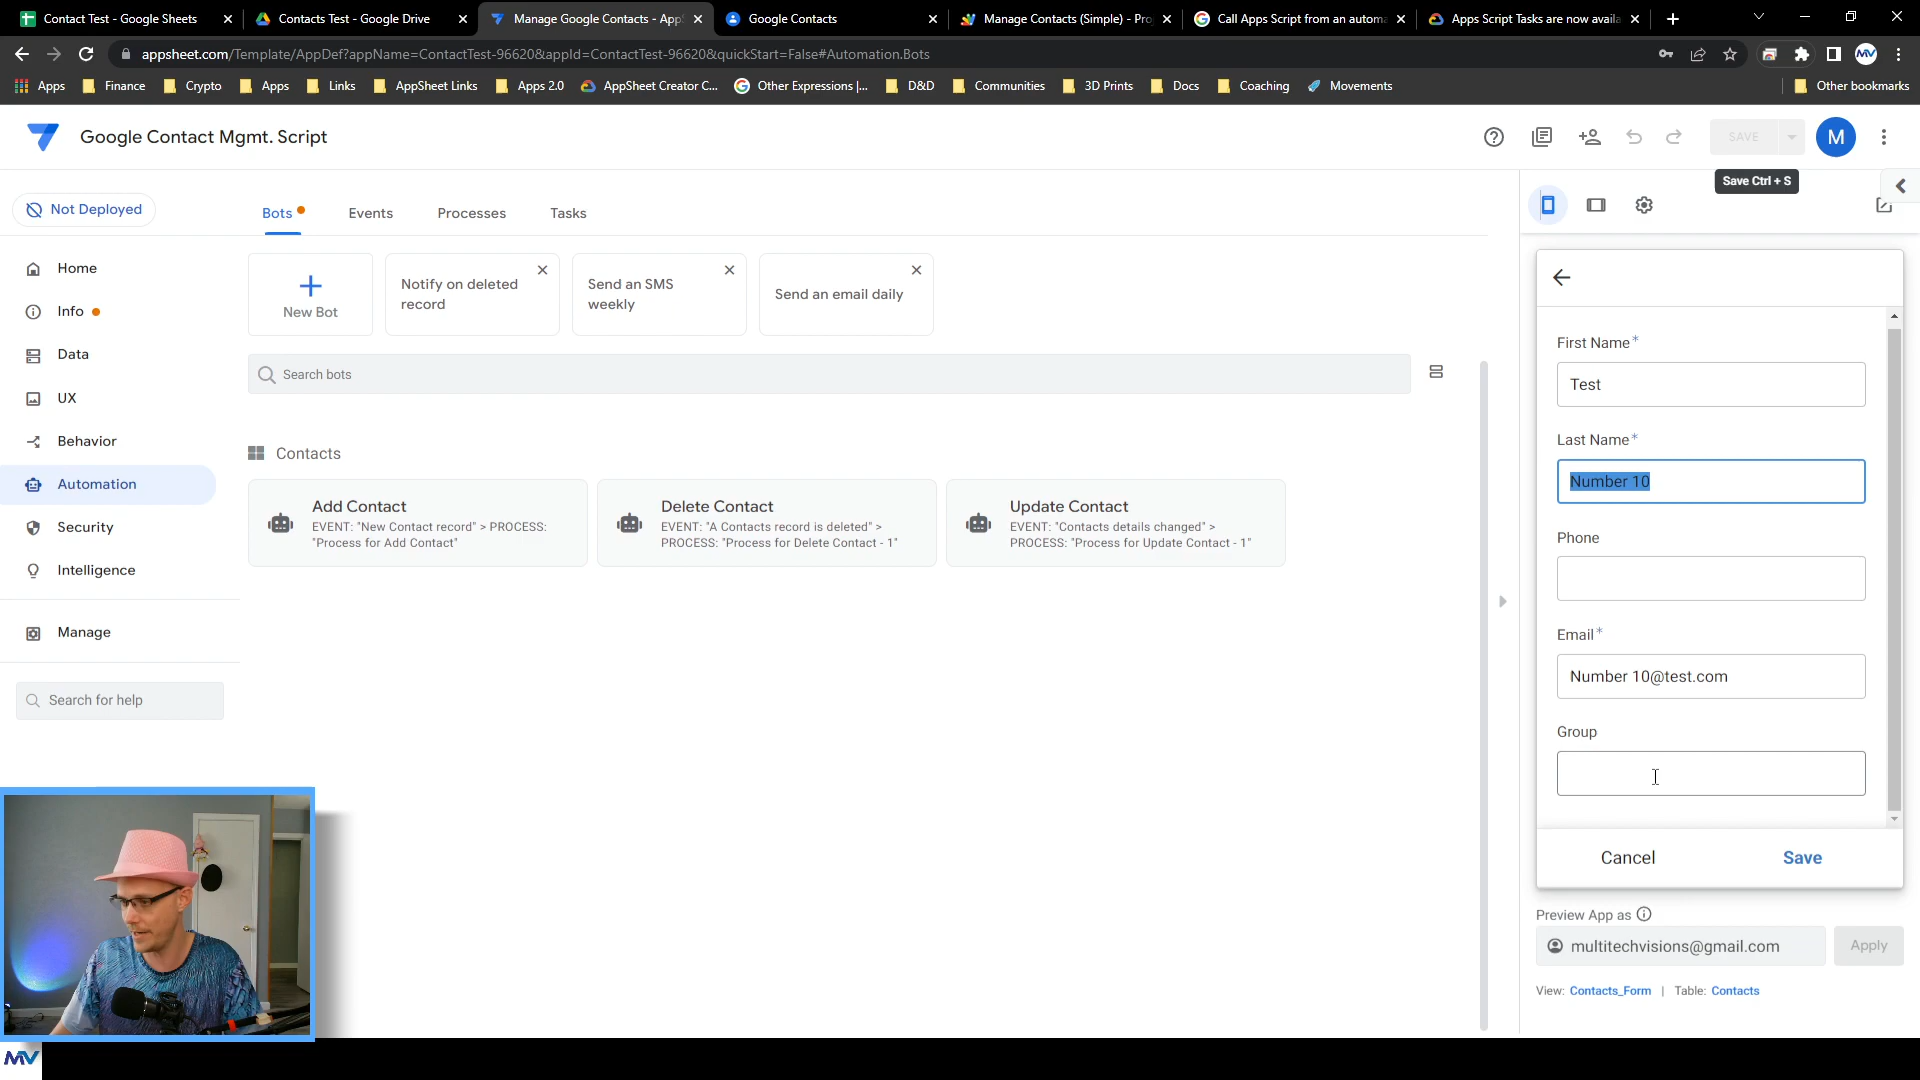 Contact Test - Google Sheets
Contacts Test - Google Drive
Manage Google Contacts - App
Google Contacts
Manage Contacts (Simple) - Pro
Call Apps Script from an automa
Apps Script Tasks are now availa
appsheet.com/Template/AppDef?appName=ContactTest-96620&appId=ContactTest-96620&quickStart=False#Automation.Bots
MV
Apps
Finance
Crypto
Apps
Links
AppSheet Links
Apps 2.0
AppSheet Creator C...
Other Expressions |...
D&D
Communities
3D Prints
Docs
Coaching
Movements
Other bookmarks
Google Contact Mgmt. Script
SAVE
M
Save Ctrl + S
Not Deployed
Home
Info
Data
UX
Behavior
Automation
Security
Intelligence
Manage
Search for help
Bots
Events
Processes
Tasks
New Bot
Notify on deleted
record
Send an SMS
weekly
Send an email daily
Search bots
Contacts
Add Contact
EVENT: "New Contact record" > PROCESS:
"Process for Add Contact"
Delete Contact
EVENT: "A Contacts record is deleted" >
PROCESS: "Process for Delete Contact - 1"
Update Contact
EVENT: "Contacts details changed" >
PROCESS: "Process for Update Contact - 1"
First Name*
Test
Last Name*
Number 10
Phone
Email*
Number 10@test.com
Group
Cancel
Save
Preview App as
multitechvisions@gmail.com
Apply
View: Contacts_Form | Table: Contacts
MV